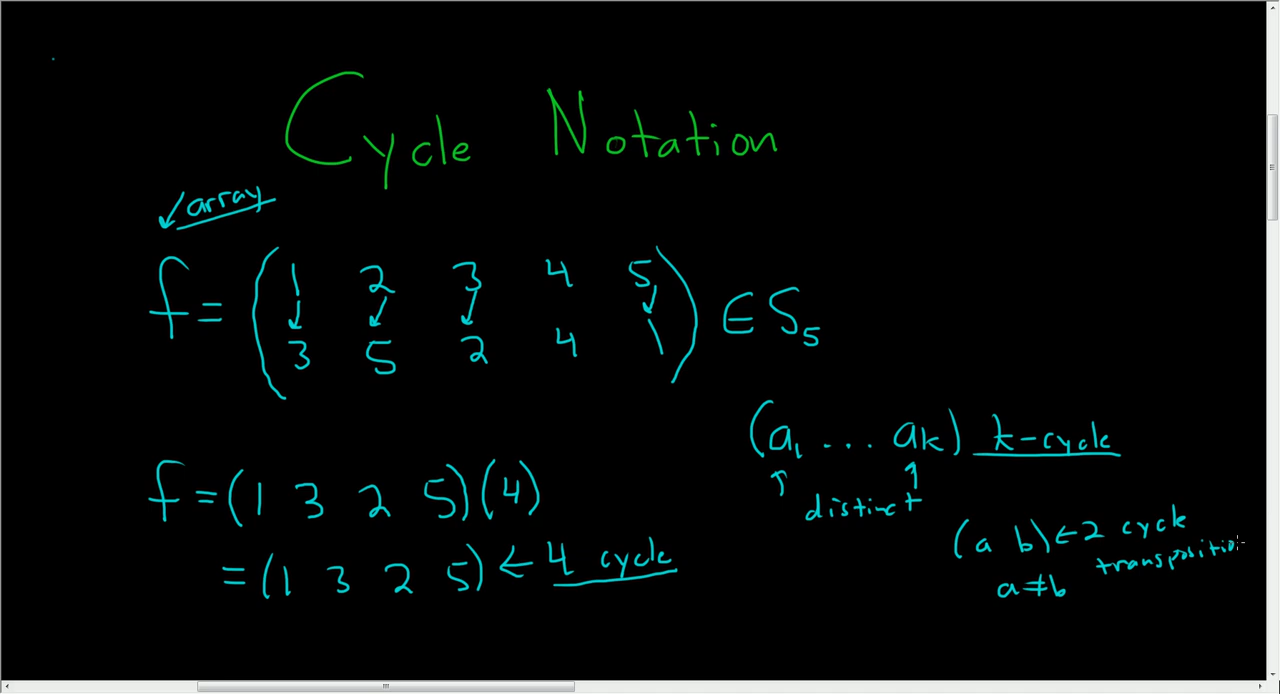 Cycle Notation
array
f = ( 1 2 3 4 5
↓ ↓ ↓ ↓
3 5 2 4 1 ) ∈ S₅
f = (1 3 2 5)(4)
= (1 3 2 5) ← 4 cycle
(a₁ ... aₖ) k-cycle
distinct
(a b) ← 2 cycle
transposition
a ≠ b